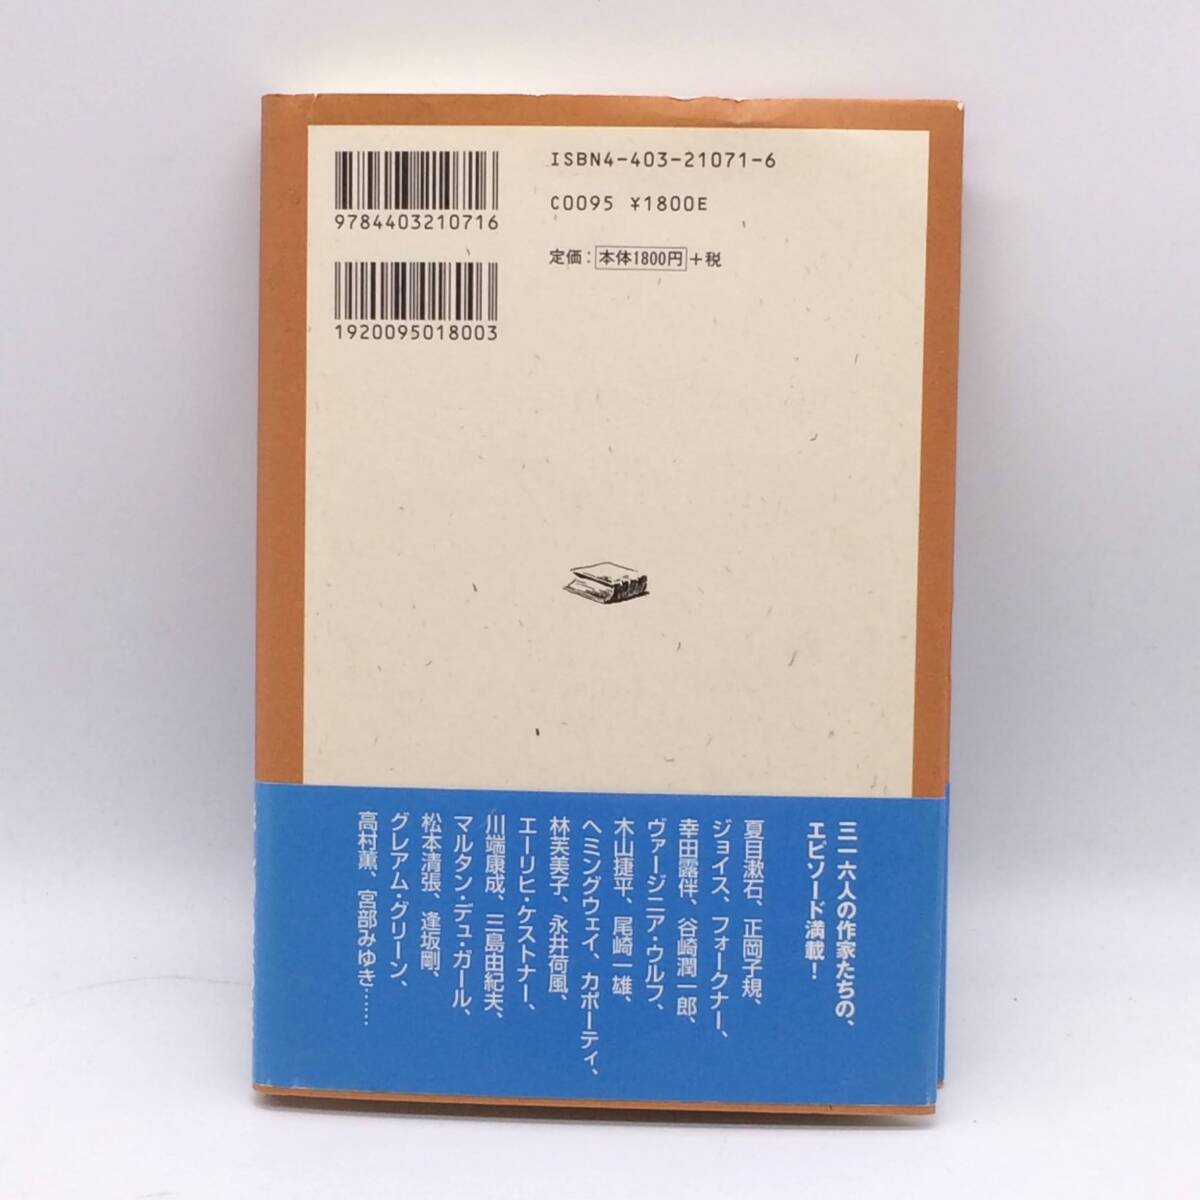 ISBN4-403-21071-6
C0095 ¥1800E
定価：本体1800円＋税
9784403210716
1920095018003
三一六人の作家たちの、
エピソード満載！
夏目漱石、正岡子規、
ジョイス、フォークナー、
幸田露伴、谷崎潤一郎、
ヴァージニア・ウルフ、
木山捷平、尾崎一雄、
ヘミングウェイ、カポーティ、
林芙美子、永井荷風、
エーリヒ・ケストナー、
川端康成、三島由紀夫、
マルタン・デュ・ガール、
松本清張、逢坂剛、
グレアム・グリーン、
高村薫、宮部みゆき……